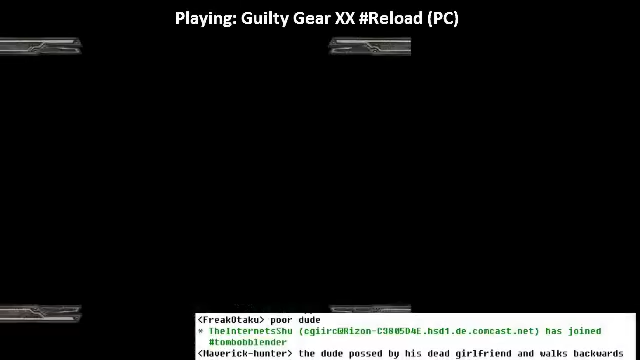 Playing: Guilty Gear XX #Reload (PC)
<FreakOtaku> poor dude
* TheInternetsShu (cgiirc@Rizon-C3805D4E.hsd1.de.comcast.net) has joined
#tombobblender
<Maverick-hunter> the dude possed by his dead girlfriend and walks backwards